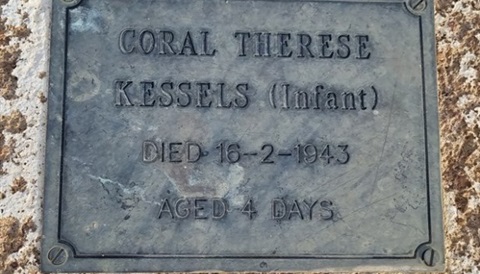 CORAL THERESE
KESSELS (Infant)
DIED 16-2-1943
AGED 4 DAYS